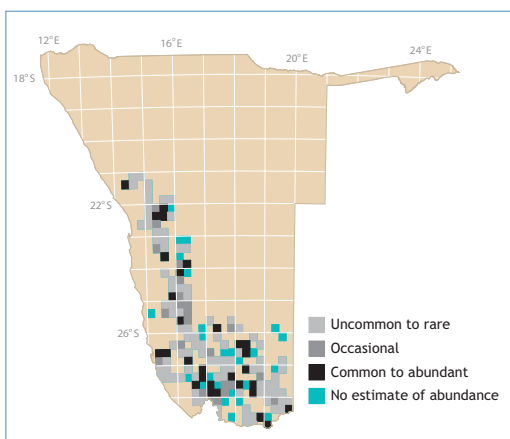 12°E
16°E
20°E
24°E
18°S
22°S
26°S
Uncommon to rare
Occasional
Common to abundant
No estimate of abundance